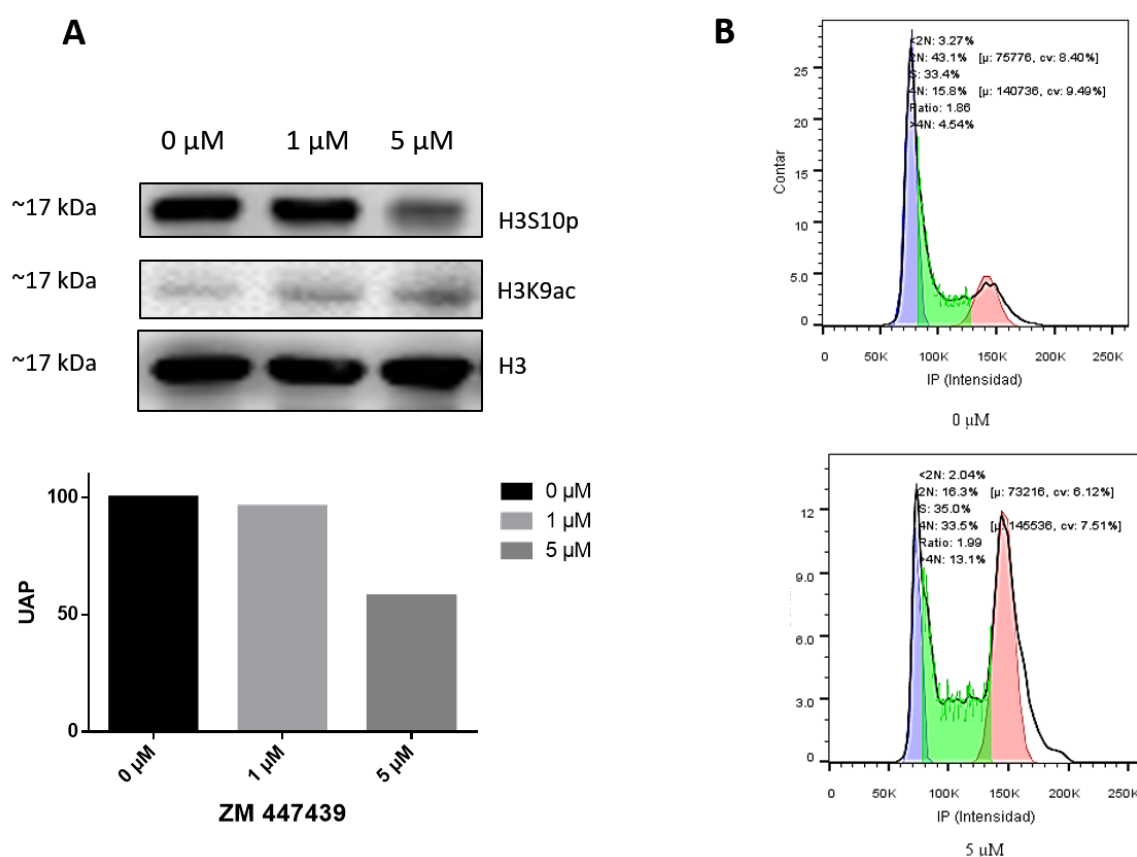 A
0 μM 1 μM 5 μM
~17 kDa
H3S10p
~17 kDa
H3K9ac
~17 kDa
H3
100
50
0
UAP
0 μM
1 μM
5 μM
0 μM
1 μM
5 μM
ZM 447439
B
<2N: 3.27%
2N: 43.1% [μ: 75776, cv: 8.40%]
S: 33.4%
4N: 15.8% [μ: 140736, cv: 9.49%]
Ratio: 1.86
>4N: 4.54%
25
20
15
10
5.0
0
Contar
0 50K 100K 150K 200K 250K
IP (Intensidad)
0 μM
<2N: 2.04%
2N: 16.3% [μ: 73216, cv: 6.12%]
S: 35.0%
4N: 33.5% [μ: 145536, cv: 7.51%]
Ratio: 1.99
>4N: 13.1%
12
9.0
6.0
3.0
0
0 50K 100K 150K 200K 250K
IP (Intensidad)
5 μM